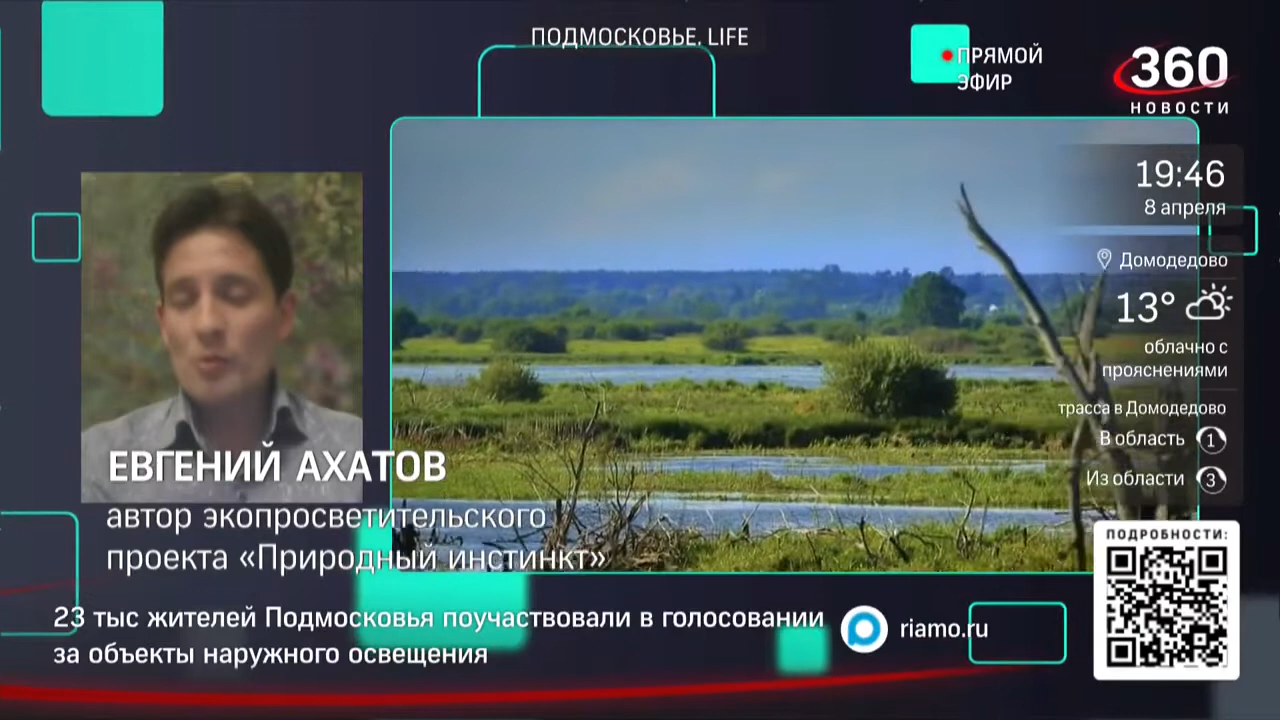 ПОДМОСКОВЬЕ. LIFE
ПРЯМОЙ
ЭФИР
360
НОВОСТИ
19:46
8 апреля
Домодедово
13°
облачно с
прояснениями
трасса в Домодедово
В область 1
Из области 3
ЕВГЕНИЙ АХАТОВ
автор экопросветительского
проекта «Природный инстинкт»
ПОДРОБНОСТИ:
23 тыс жителей Подмосковья поучаствовали в голосовании
за объекты наружного освещения
riamo.ru